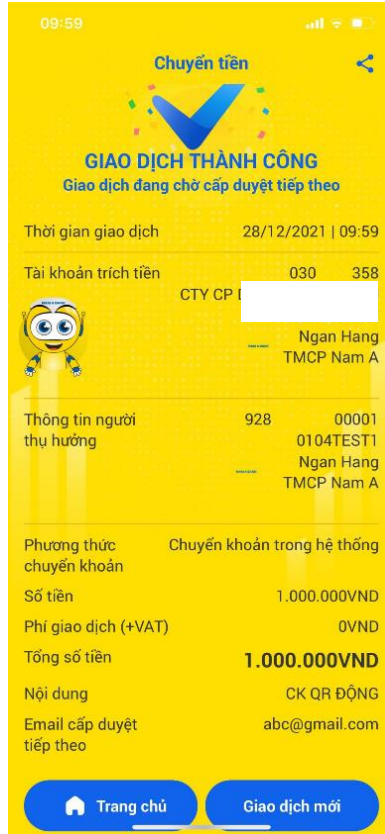 09:59
Chuyển tiền
GIAO DỊCH THÀNH CÔNG
Giao dịch đang chờ cấp duyệt tiếp theo
Thời gian giao dịch 28/12/2021 | 09:59
Tài khoản trích tiền 030 358
CTY CP
Ngan Hang
TMCP Nam A
Thông tin người 928 00001
thụ hưởng 0104TEST1
Ngan Hang
TMCP Nam A
Phương thức Chuyển khoản trong hệ thống
chuyển khoản
Số tiền 1.000.000VND
Phí giao dịch (+VAT) 0VND
Tổng số tiền 1.000.000VND
Nội dung CK QR ĐỘNG
Email cấp duyệt abc@gmail.com
tiếp theo
Trang chủ Giao dịch mới